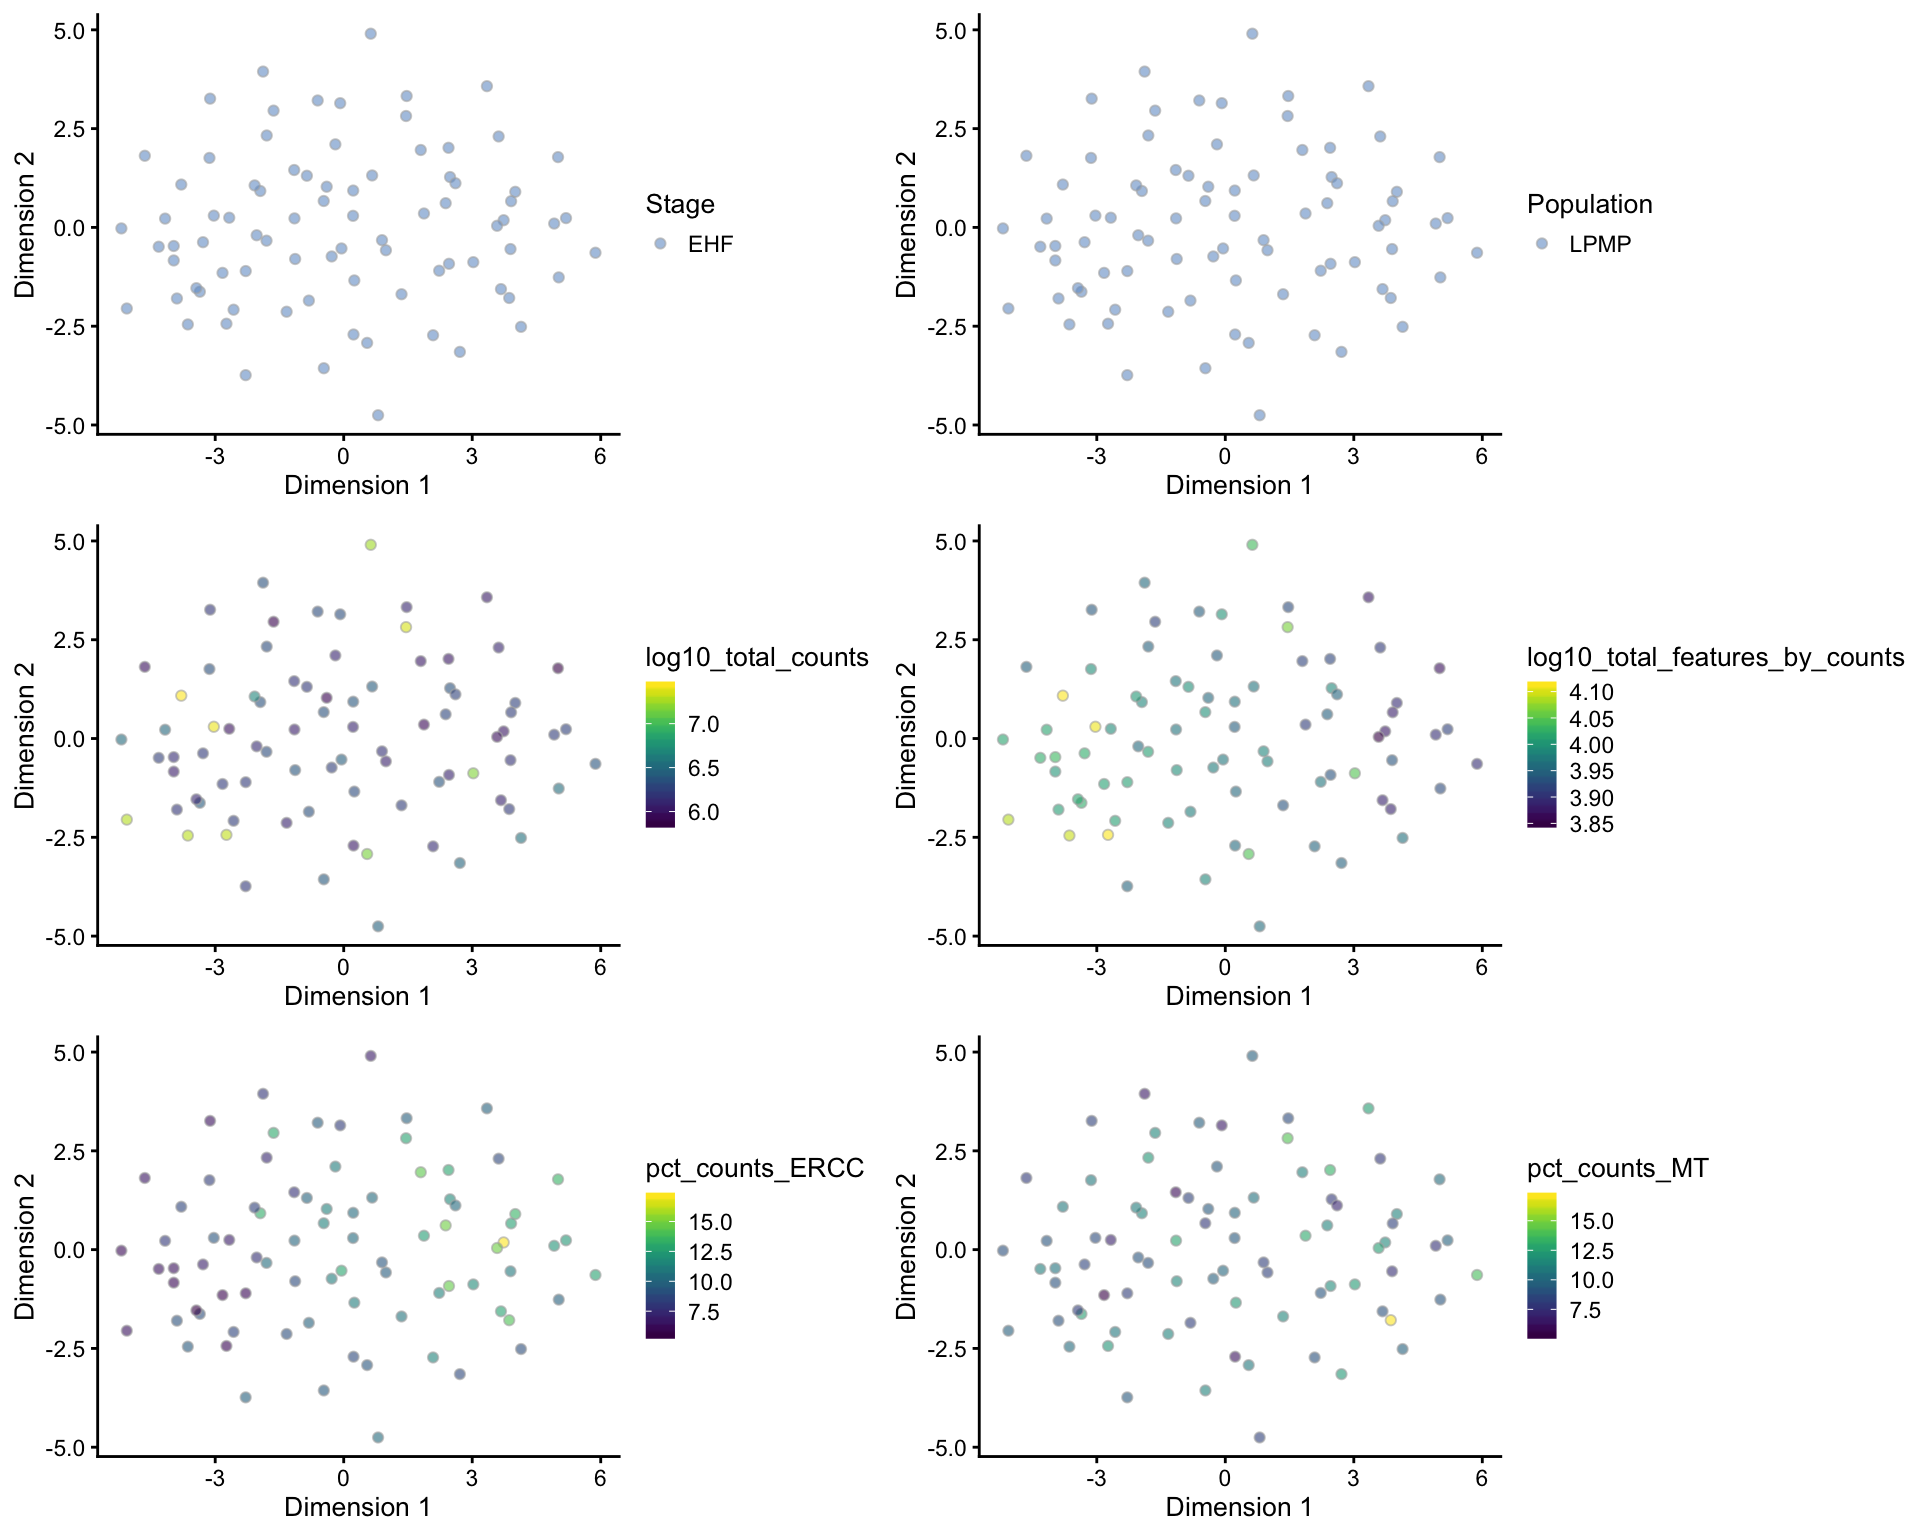 5.0
2.5
0.0
-2.5
-5.0
Dimension 2
-3 0 3 6
Dimension 1
Stage
EHF
5.0
2.5
0.0
-2.5
-5.0
Dimension 2
-3 0 3 6
Dimension 1
Population
LPMP
5.0
2.5
0.0
-2.5
-5.0
Dimension 2
-3 0 3 6
Dimension 1
log10_total_counts
7.0
6.5
6.0
5.0
2.5
0.0
-2.5
-5.0
Dimension 2
-3 0 3 6
Dimension 1
log10_total_features_by_counts
4.10
4.05
4.00
3.95
3.90
3.85
5.0
2.5
0.0
-2.5
-5.0
Dimension 2
-3 0 3 6
Dimension 1
pct_counts_ERCC
15.0
12.5
10.0
7.5
5.0
2.5
0.0
-2.5
-5.0
Dimension 2
-3 0 3 6
Dimension 1
pct_counts_MT
15.0
12.5
10.0
7.5